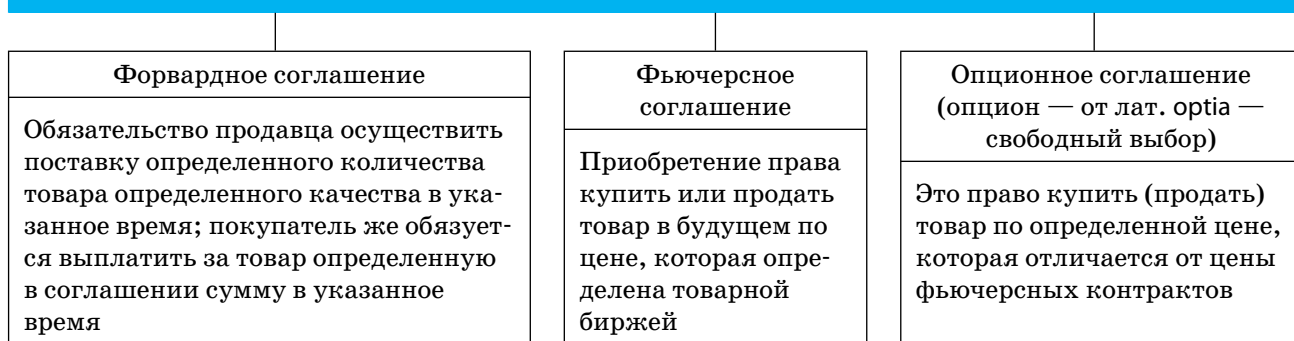 Форвардное соглашение
Обязательство продавца осуществить
поставку определенного количества
товара определенного качества в ука-
занное время; покупатель же обязует-
ся выплатить за товар определенную
в соглашении сумму в указанное
время
Фьючерсное
соглашение
Приобретение права
купить или продать
товар в будущем по
цене, которая опре-
делена товарной
биржей
Опционное соглашение
(опцион — от лат. optia —
свободный выбор)
Это право купить (продать)
товар по определенной цене,
которая отличается от цены
фьючерсных контрактов